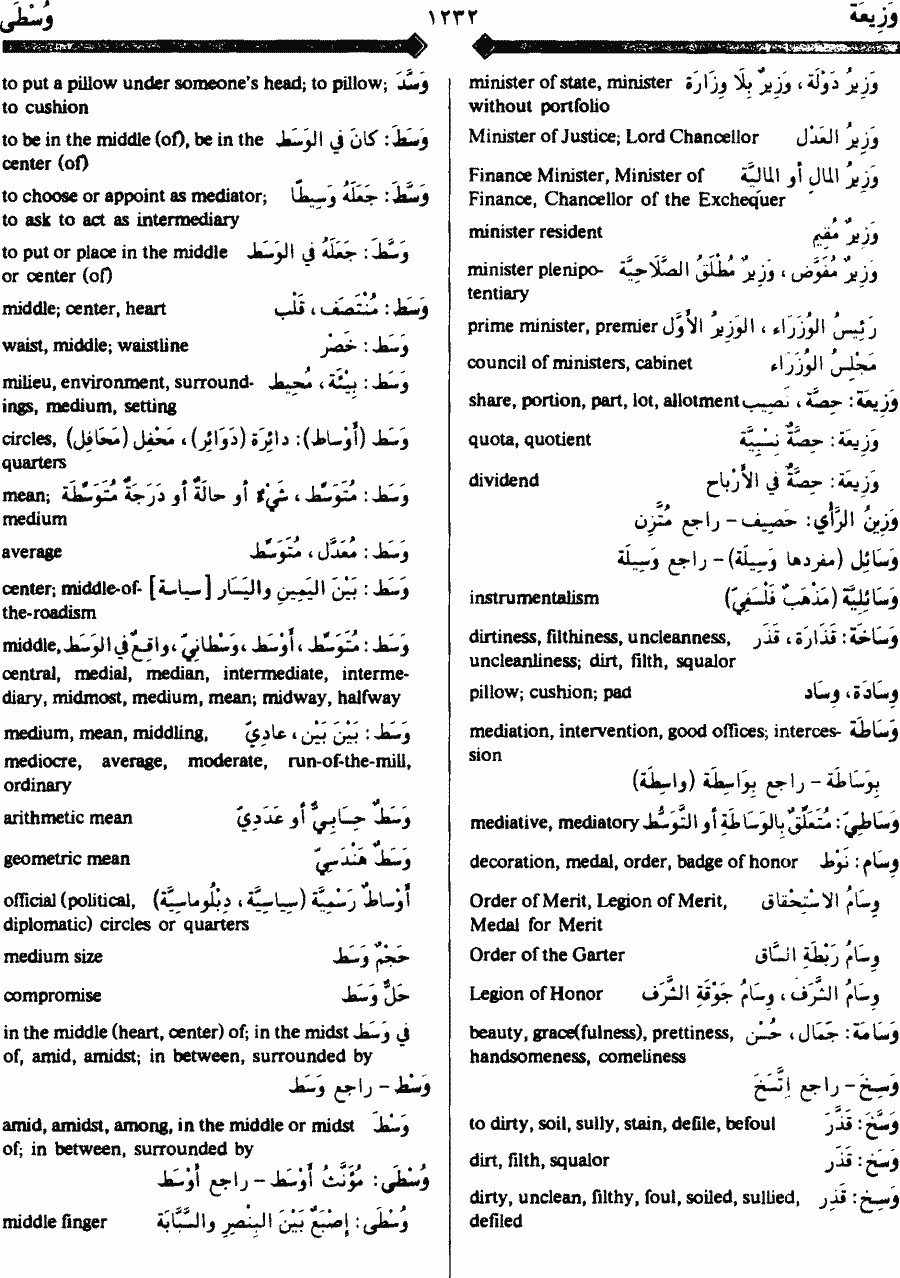 وَزِيعَة ١٢٣٢ وُسْطَى
وَزِيرُ دَوْلَة، وَزِيرٌ بِلَا وِزَارَة minister of state, minister
without portfolio
وَزِيرُ العَدْل Minister of Justice; Lord Chancellor
وَزِيرُ المَال أو المَالِيَّة Finance Minister, Minister of
Finance, Chancellor of the Exchequer
وَزِيرٌ مُقِيم minister resident
وَزِيرٌ مُفَوَّض، وَزِيرٌ مُطْلَقُ الصَّلَاحِيَّة minister plenipo-
tentiary
رَئِيسُ الوُزَرَاء، الوَزِيرُ الأَوَّل prime minister, premier
مَجْلِسُ الوُزَرَاء council of ministers, cabinet
وَزِيعَة: حِصَّة، نَصِيب share, portion, part, lot, allotment
وَزِيعَة: حِصَّةٌ نِسْبِيَّة quota, quotient
وَزِيعَة: حِصَّةٌ في الأَرْبَاح dividend
وَزِينُ الرَّأْي: حَصِيف - راجع مُتَّزِن
وَسَائِل (مفردها وَسِيلَة) - راجع وَسِيلَة
وَسَائِلِيَّة (مَذْهَبٌ فَلْسَفِيّ) instrumentalism
وَسَاخَة: قَذَارَة، قَذَر dirtiness, filthiness, uncleanness,
uncleanliness; dirt, filth, squalor
وِسَادَة، وِسَاد pillow; cushion; pad
وَسَاطَة mediation, intervention, good offices; interces-
sion
بِوَسَاطَة - راجع بِوَاسِطَة (واسِطَة)
وَسَاطِيّ: مُتَعَلِّقٌ بِالوَسَاطَة أو التَّوَسُّط mediative, mediatory
وِسَام: نَوْط decoration, medal, order, badge of honor
وِسَامُ الاسْتِحْقَاق Order of Merit, Legion of Merit,
Medal for Merit
وِسَامُ رَبْطَةِ السَّاق Order of the Garter
وِسَامُ الشَّرَف، وِسَامُ جَوْقَةِ الشَّرَف Legion of Honor
وَسَامَة: جَمَال، حُسْن beauty, grace(fulness), prettiness,
handsomeness, comeliness
وَسِخَ - راجع اِتَّسَخَ
وَسَّخَ: قَذَّرَ to dirty, soil, sully, stain, defile, befoul
وَسَخ: قَذَر dirt, filth, squalor
وَسِخ: قَذِر dirty, unclean, filthy, foul, soiled, sullied,
defiled
وَسَّدَ to put a pillow under someone's head; to pillow;
to cushion
وَسَطَ: كانَ في الوَسَط to be in the middle (of), be in the
center (of)
وَسَّطَ: جَعَلَهُ وَسِيطًا to choose or appoint as mediator;
to ask to act as intermediary
وَسَّطَ: جَعَلَهُ في الوَسَط to put or place in the middle
or center (of)
وَسَط: مُنْتَصَف، قَلْب middle; center, heart
وَسَط: خَصْر waist, middle; waistline
وَسَط: بِيئَة، مُحِيط milieu, environment, surround-
ings, medium, setting
وَسَط (أَوْسَاط): دائِرَة (دَوَائِر)، مَحْفِل (مَحَافِل) circles,
quarters
وَسَط: مُتَوَسِّط، شَيْءٌ أو حالَةٌ أو دَرَجَةٌ مُتَوَسِّطَة mean;
medium
وَسَط: مُعَدَّل، مُتَوَسِّط average
وَسَط: بَيْنَ اليَمِينِ واليَسَار [سياسة] center; middle-of-
the-roadism
وَسَط: مُتَوَسِّط، أَوْسَط، وَسْطَانِيّ، واقِعٌ في الوَسَط middle,
central, medial, median, intermediate, interme-
diary, midmost, medium, mean; midway, halfway
وَسَط: بَيْنَ بَيْن، عادِيّ medium, mean, middling,
mediocre, average, moderate, run-of-the-mill,
ordinary
وَسَطٌ حِسَابِيٌّ أو عَدَدِيّ arithmetic mean
وَسَطٌ هَنْدَسِيّ geometric mean
أَوْسَاطٌ رَسْمِيَّة (سِيَاسِيَّة، دِبْلُومَاسِيَّة) official (political,
diplomatic) circles or quarters
حَجْمٌ وَسَط medium size
حَلٌّ وَسَط compromise
في وَسَطِ in the middle (heart, center) of; in the midst
of, amid, amidst; in between, surrounded by
وَسْط - راجع وَسَط
وَسْطَ amid, amidst, among, in the middle or midst
of; in between, surrounded by
وُسْطَى: مُؤَنَّث أَوْسَط - راجع أَوْسَط
وُسْطَى: إصْبَعٌ بَيْنَ البِنْصِرِ والسَّبَّابَة middle finger